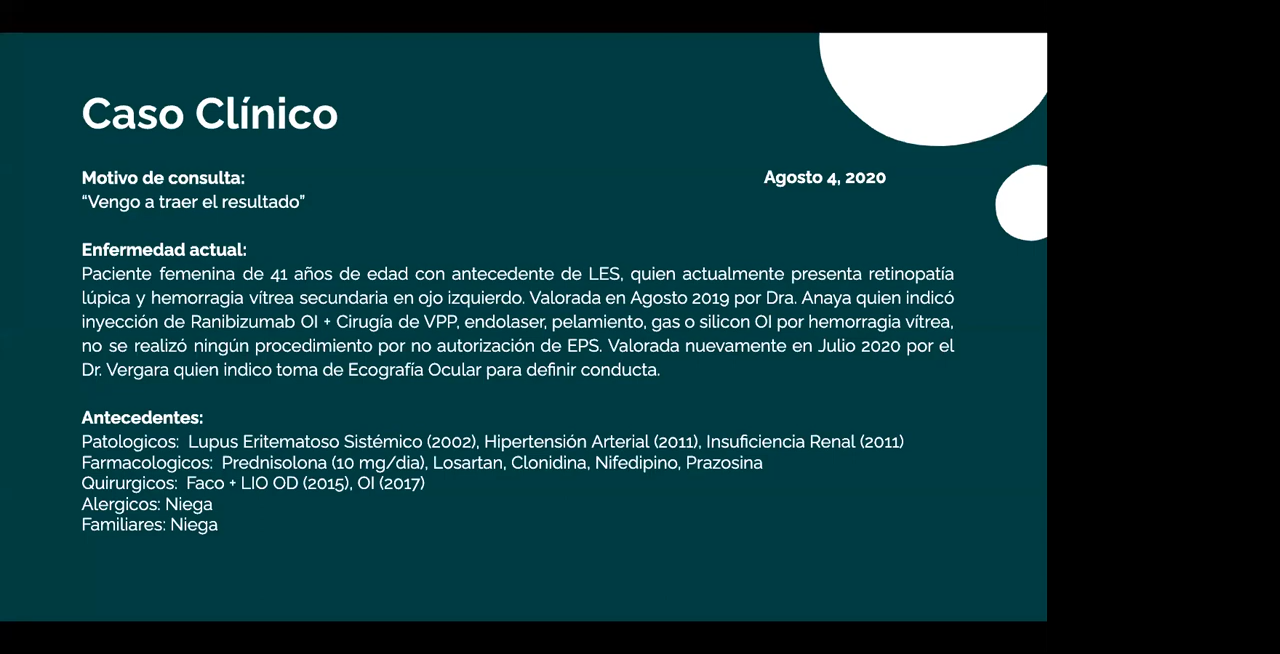 Caso Clínico
Motivo de consulta:
Agosto 4, 2020
“Vengo a traer el resultado”
Enfermedad actual:
Paciente femenina de 41 años de edad con antecedente de LES, quien actualmente presenta retinopatía
lúpica y hemorragia vítrea secundaria en ojo izquierdo. Valorada en Agosto 2019 por Dra. Anaya quien indicó
inyección de Ranibizumab OI + Cirugía de VPP, endolaser, pelamiento, gas o silicon OI por hemorragia vítrea,
no se realizó ningún procedimiento por no autorización de EPS. Valorada nuevamente en Julio 2020 por el
Dr. Vergara quien indico toma de Ecografía Ocular para definir conducta.
Antecedentes:
Patologicos: Lupus Eritematoso Sistémico (2002), Hipertensión Arterial (2011), Insuficiencia Renal (2011)
Farmacologicos: Prednisolona (10 mg/dia), Losartan, Clonidina, Nifedipino, Prazosina
Quirurgicos: Faco + LIO OD (2015), OI (2017)
Alergicos: Niega
Familiares: Niega